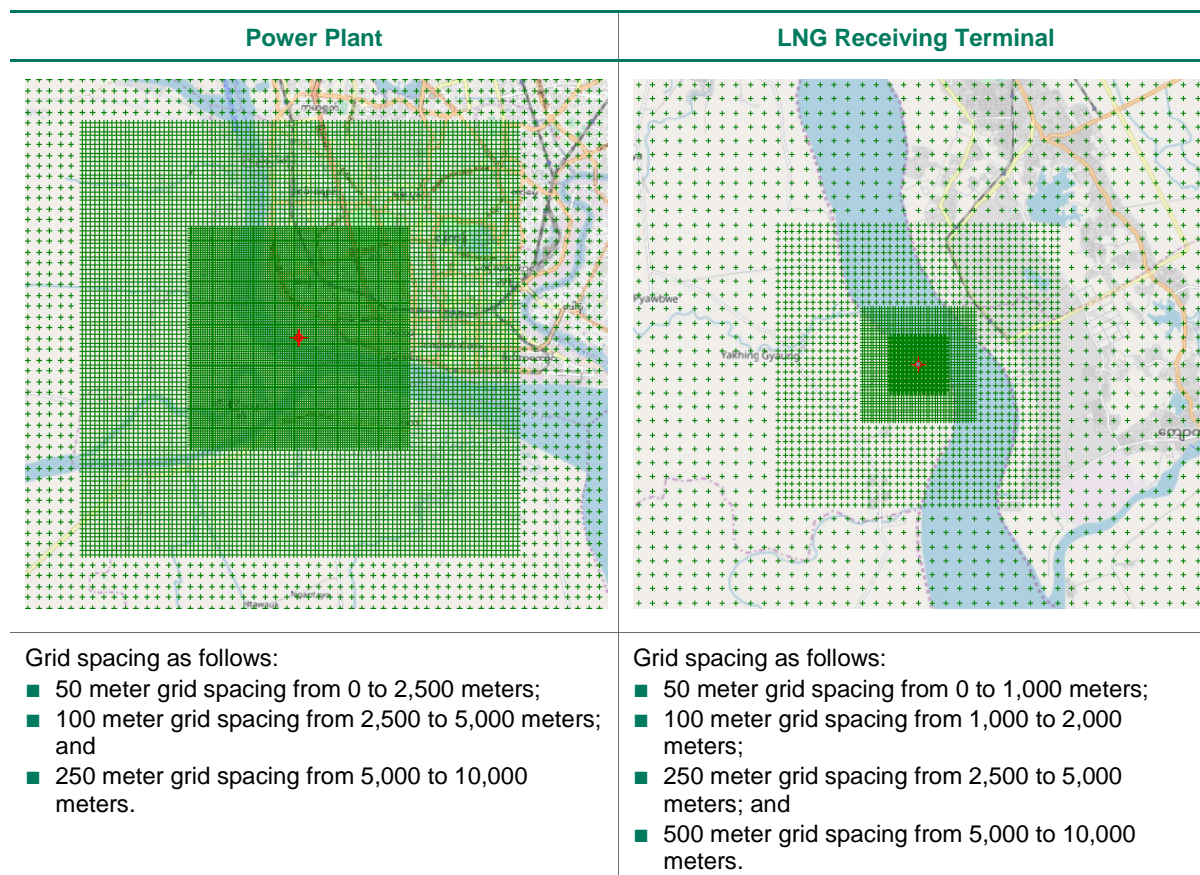 Power Plant
LNG Receiving Terminal
Pyawbwe
Yakhing Gyaung
Ngaptaya
Htawauk
Grid spacing as follows:
■ 50 meter grid spacing from 0 to 2,500 meters;
■ 100 meter grid spacing from 2,500 to 5,000 meters;
and
■ 250 meter grid spacing from 5,000 to 10,000
meters.
Grid spacing as follows:
■ 50 meter grid spacing from 0 to 1,000 meters;
■ 100 meter grid spacing from 1,000 to 2,000
meters;
■ 250 meter grid spacing from 2,500 to 5,000
meters; and
■ 500 meter grid spacing from 5,000 to 10,000
meters.